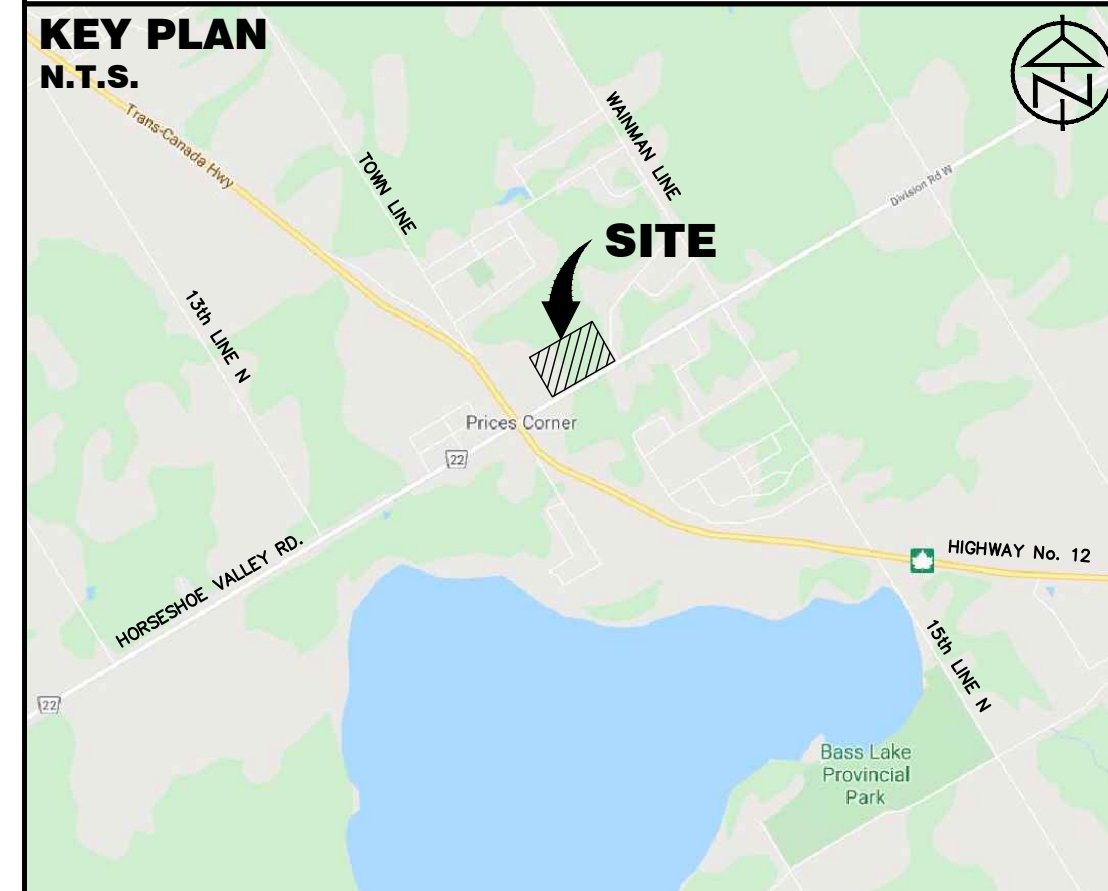 KEY PLAN
N.T.S.
Trans-Canada Hwy
TOWN LINE
WAINMAN LINE
N
Division Rd W
SITE
13th LINE N
Prices Corner
22
HORSESHOE VALLEY RD.
HIGHWAY No. 12
15th LINE N
22
Bass Lake
Provincial
Park